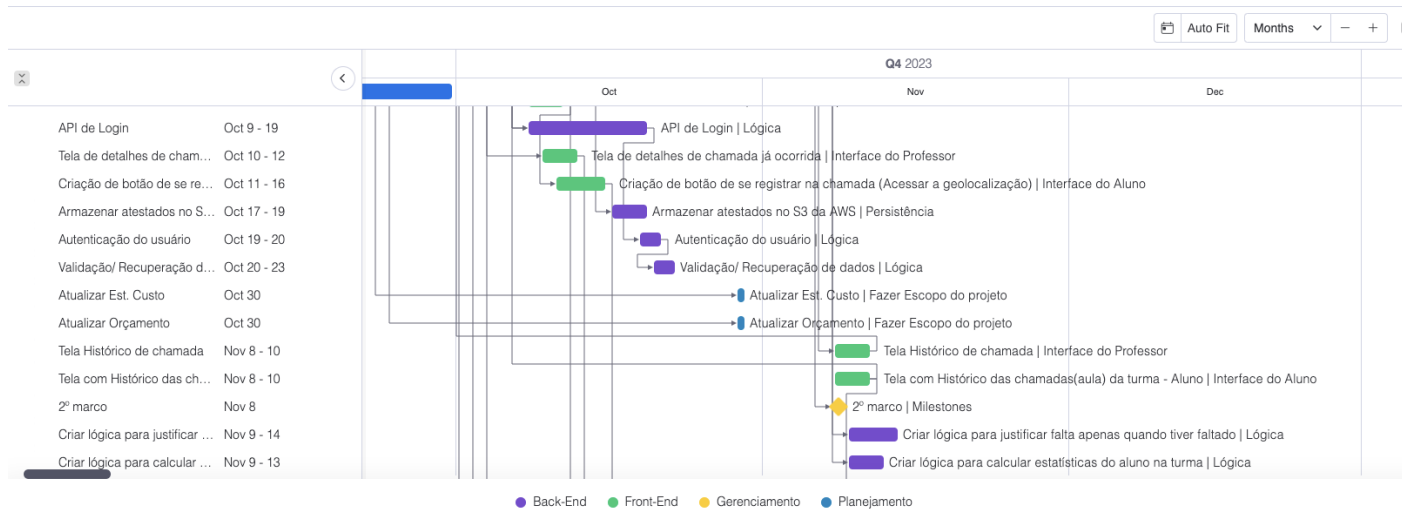 Auto Fit Months
Q4 2023
Oct Nov Dec
API de Login Oct 9 - 19 API de Login | Lógica
Tela de detalhes de cham... Oct 10 - 12 Tela de detalhes de chamada já ocorrida | Interface do Professor
Criação de botão de se re... Oct 11 - 16 Criação de botão de se registrar na chamada (Acessar a geolocalização) | Interface do Aluno
Armazenar atestados no S... Oct 17 - 19 Armazenar atestados no S3 da AWS | Persistência
Autenticação do usuário Oct 19 - 20 Autenticação do usuário | Lógica
Validação/ Recuperação d... Oct 20 - 23 Validação/ Recuperação de dados | Lógica
Atualizar Est. Custo Oct 30 Atualizar Est. Custo | Fazer Escopo do projeto
Atualizar Orçamento Oct 30 Atualizar Orçamento | Fazer Escopo do projeto
Tela Histórico de chamada Nov 8 - 10 Tela Histórico de chamada | Interface do Professor
Tela com Histórico das ch... Nov 8 - 10 Tela com Histórico das chamadas(aula) da turma - Aluno | Interface do Aluno
2º marco Nov 8 2º marco | Milestones
Criar lógica para justificar ... Nov 9 - 14 Criar lógica para justificar falta apenas quando tiver faltado | Lógica
Criar lógica para calcular ... Nov 9 - 13 Criar lógica para calcular estatísticas do aluno na turma | Lógica
Back-End Front-End Gerenciamento Planejamento